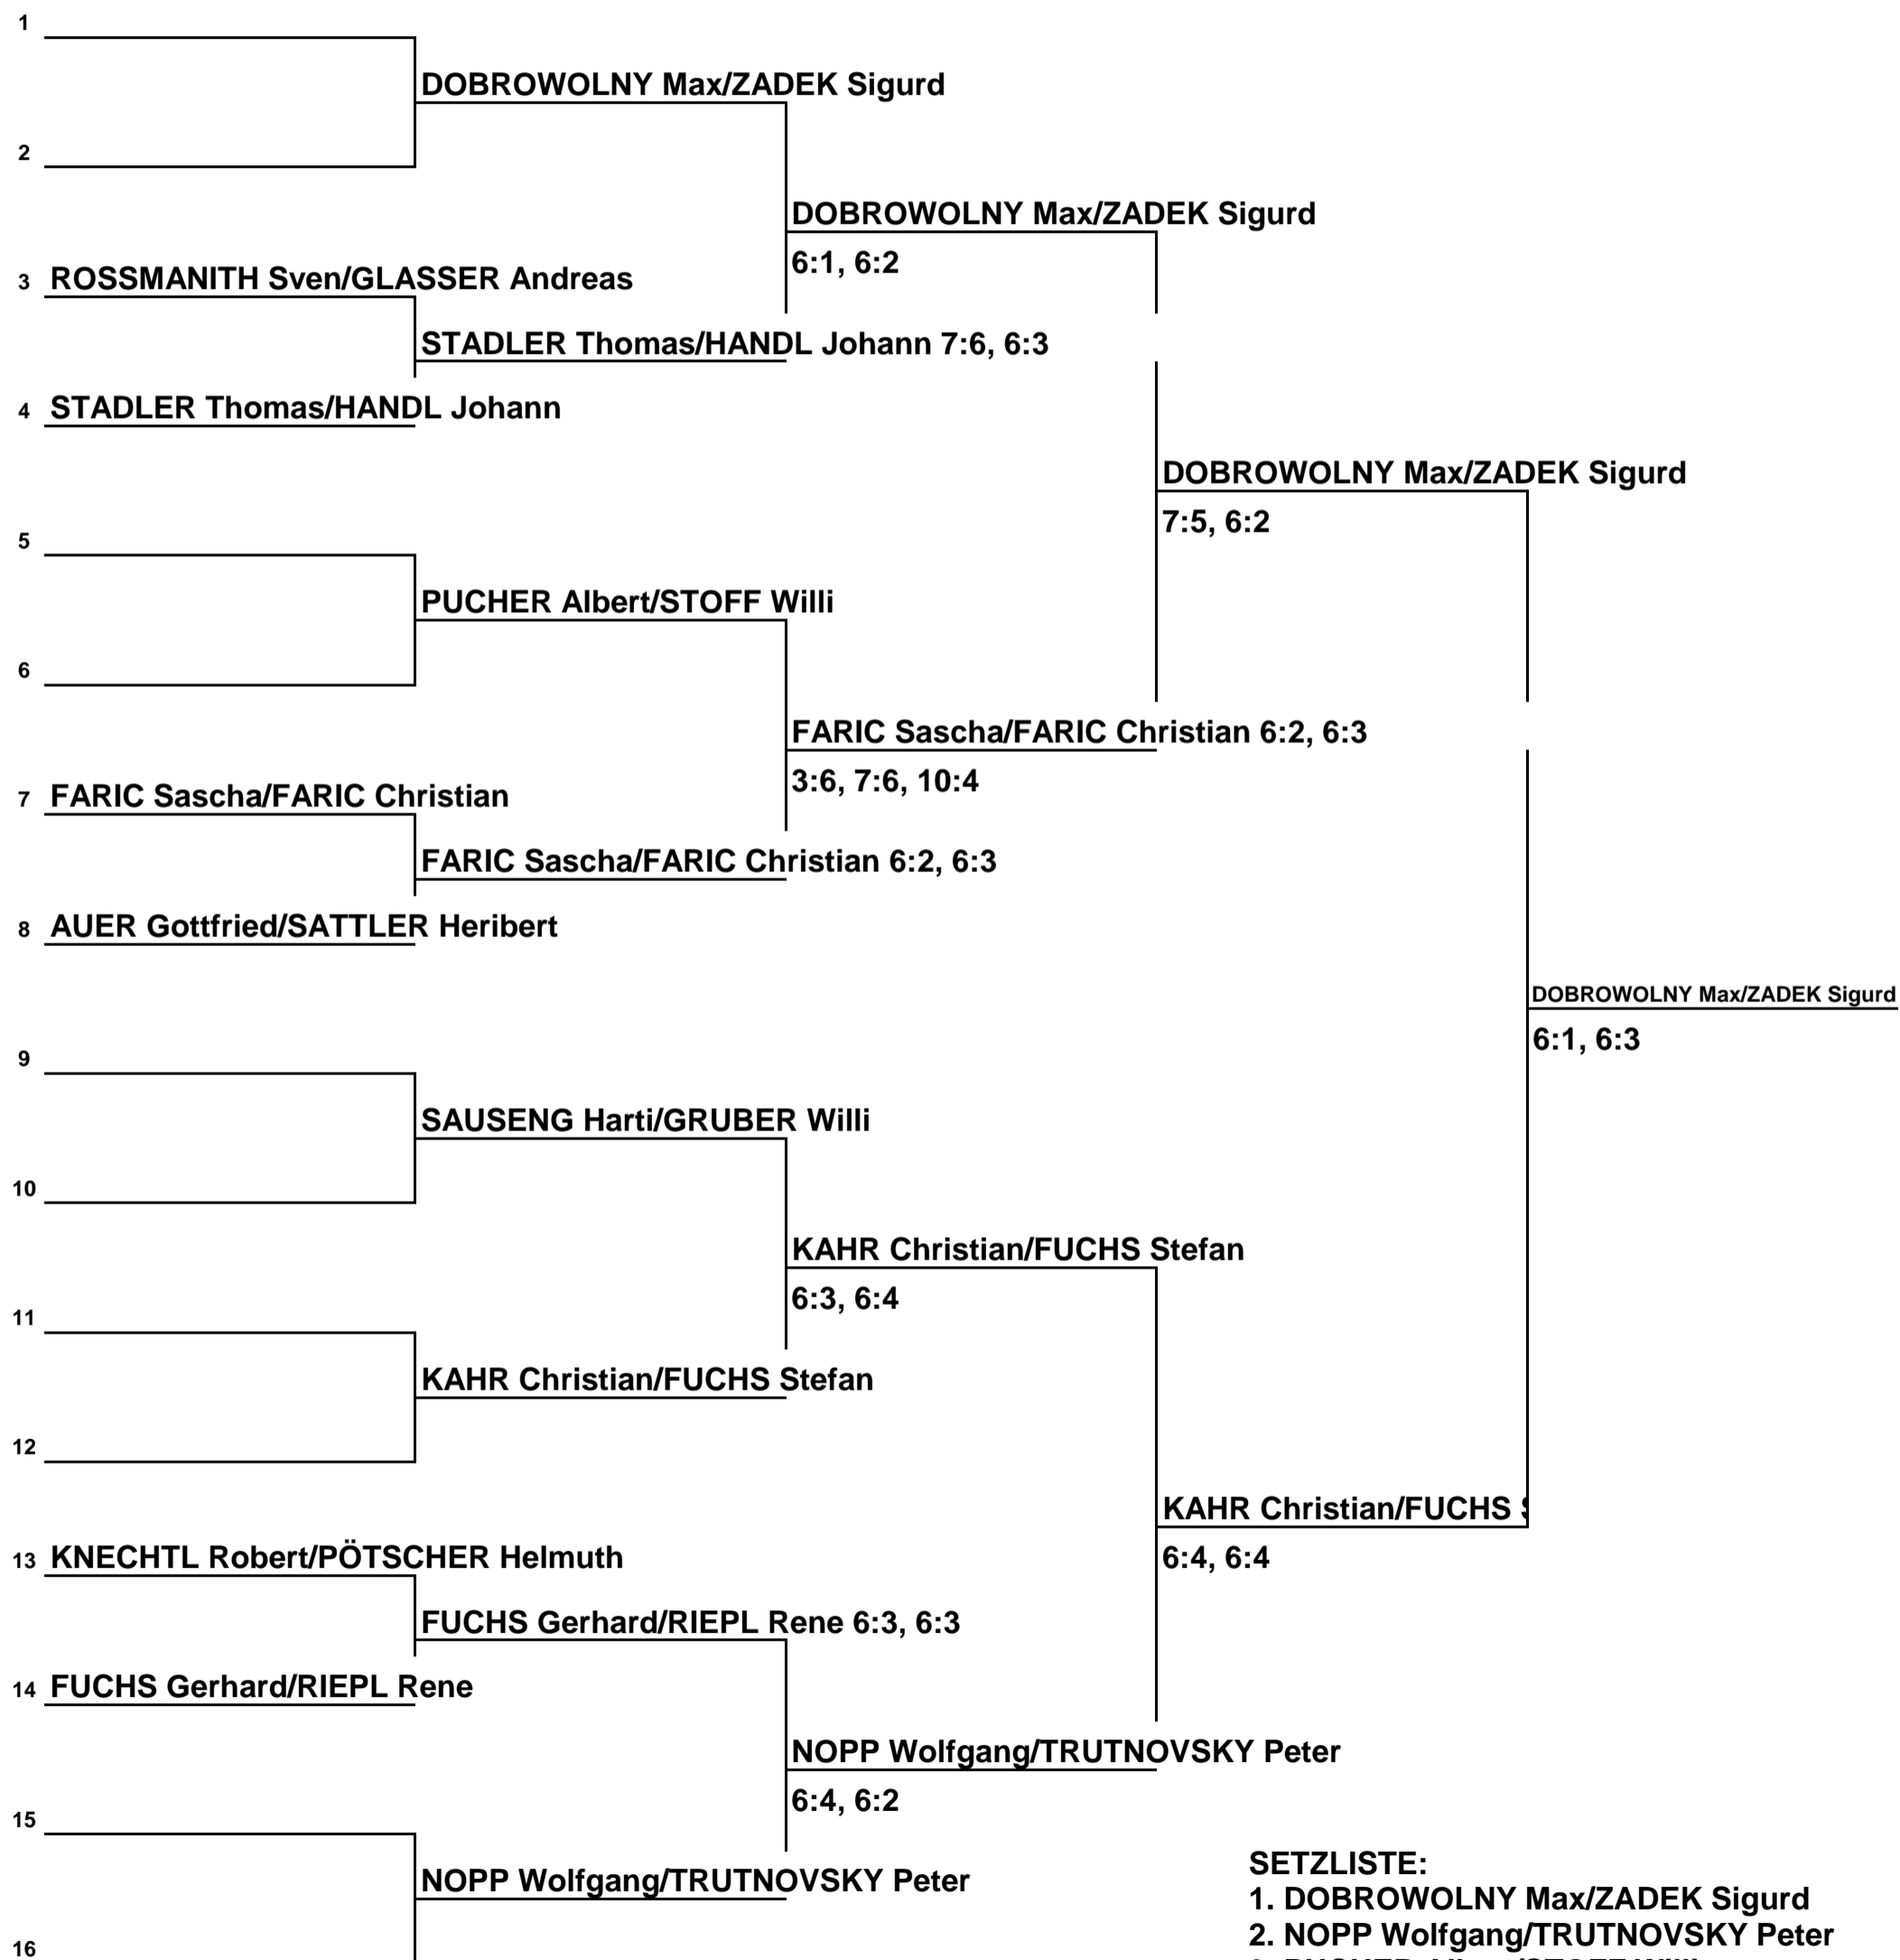 1
DOBROWOLNY Max/ZADEK Sigurd
2
DOBROWOLNY Max/ZADEK Sigurd
6:1, 6:2
3 ROSSMANITH Sven/GLASSER Andreas
STADLER Thomas/HANDL Johann 7:6, 6:3
4 STADLER Thomas/HANDL Johann
DOBROWOLNY Max/ZADEK Sigurd
7:5, 6:2
5
PUCHER Albert/STOFF Willi
6
FARIC Sascha/FARIC Christian 6:2, 6:3
3:6, 7:6, 10:4
7 FARIC Sascha/FARIC Christian
FARIC Sascha/FARIC Christian 6:2, 6:3
8 AUER Gottfried/SATTLER Heribert
DOBROWOLNY Max/ZADEK Sigurd
6:1, 6:3
9
SAUSENG Harti/GRUBER Willi
10
KAHR Christian/FUCHS Stefan
6:3, 6:4
11
KAHR Christian/FUCHS Stefan
12
KAHR Christian/FUCHS
6:4, 6:4
13 KNECHTL Robert/PÖTSCHER Helmuth
FUCHS Gerhard/RIEPL Rene 6:3, 6:3
14 FUCHS Gerhard/RIEPL Rene
NOPP Wolfgang/TRUTNOVSKY Peter
6:4, 6:2
15
NOPP Wolfgang/TRUTNOVSKY Peter
16
SETZLISTE:
1. DOBROWOLNY Max/ZADEK Sigurd
2. NOPP Wolfgang/TRUTNOVSKY Peter